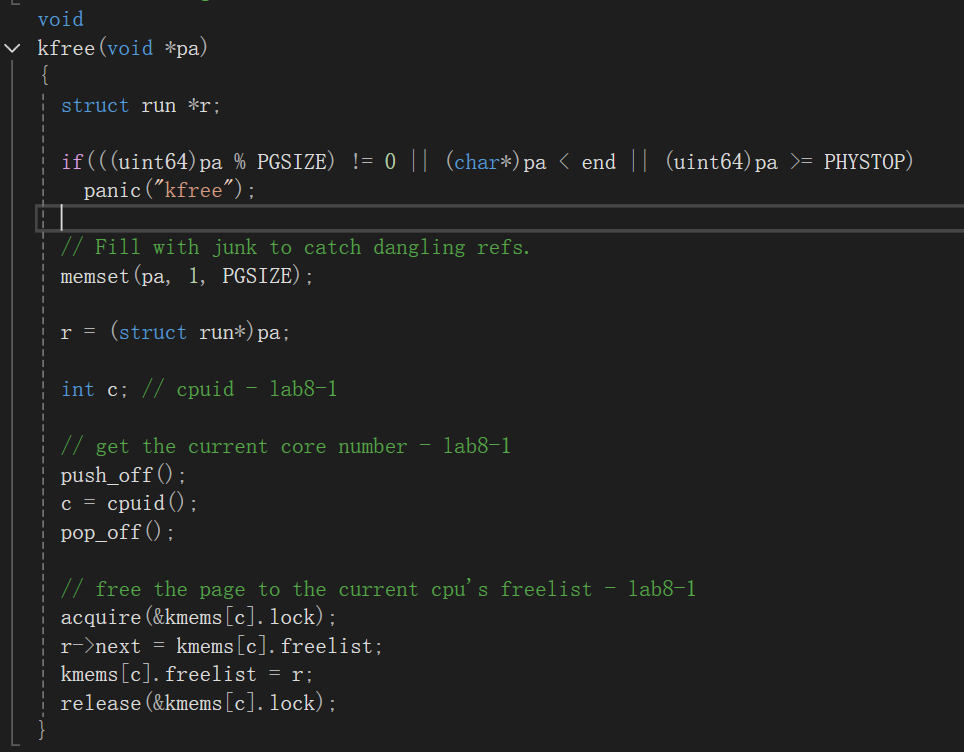 void
kfree(void *pa)
{
  struct run *r;

  if(((uint64)pa % PGSIZE) != 0 || (char*)pa < end || (uint64)pa >= PHYSTOP)
    panic("kfree");

  // Fill with junk to catch dangling refs.
  memset(pa, 1, PGSIZE);

  r = (struct run*)pa;

  int c; // cpuid - lab8-1

  // get the current core number - lab8-1
  push_off();
  c = cpuid();
  pop_off();

  // free the page to the current cpu's freelist - lab8-1
  acquire(&kmems[c].lock);
  r->next = kmems[c].freelist;
  kmems[c].freelist = r;
  release(&kmems[c].lock);
}